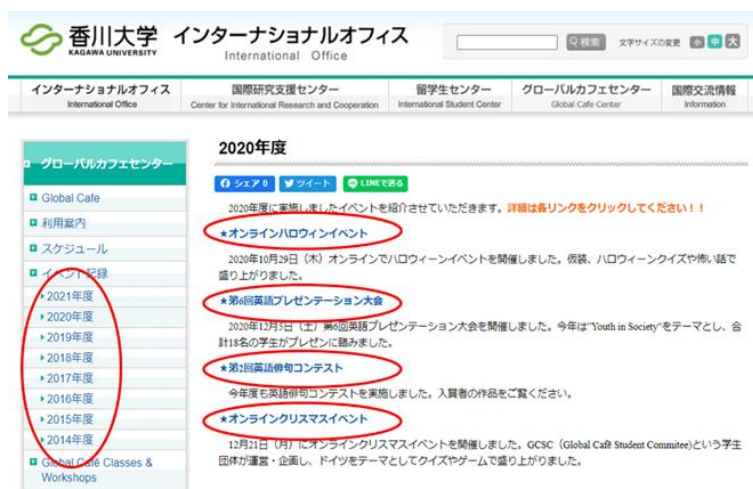 香川大学
KAGAWA UNIVERSITY
インターナショナルオフィス
International Office
検索
文字サイズの変更
小
中
大
インターナショナルオフィス
International Office
国際研究支援センター
Center for International Research and Cooperation
留学生センター
International Student Center
グローバルカフェセンター
Global Cafe Center
国際交流情報
Information
グローバルカフェセンター
Global Cafe
利用案内
スケジュール
イベント記録
2021年度
2020年度
2019年度
2018年度
2017年度
2016年度
2015年度
2014年度
Global Café Classes &
Workshops
2020年度
シェア 0
ツイート
LINEで送る
2020年度に実施しましたイベントを紹介させていただきます。詳細は各リンクをクリックしてください！！
★オンラインハロウィンイベント
2020年10月29日（木）オンラインでハロウィーンイベントを開催しました。仮装、ハロウィーンクイズや怖い話で
盛り上がりました。
★第6回英語プレゼンテーション大会
2020年12月5日（土）第6回英語プレゼンテーション大会を開催しました。今年は"Youth in Society"をテーマとし、合
計18名の学生がプレゼンに臨みました。
★第2回英語俳句コンテスト
今年度も英語俳句コンテストを実施しました。入賞者の作品をご覧ください。
★オンラインクリスマスイベント
12月21日（月）にオンラインクリスマスイベントを開催しました。GCSC（Global Café Student Commitee)という学生
団体が運営・企画し、ドイツをテーマとしてクイズやゲームで盛り上がりました。